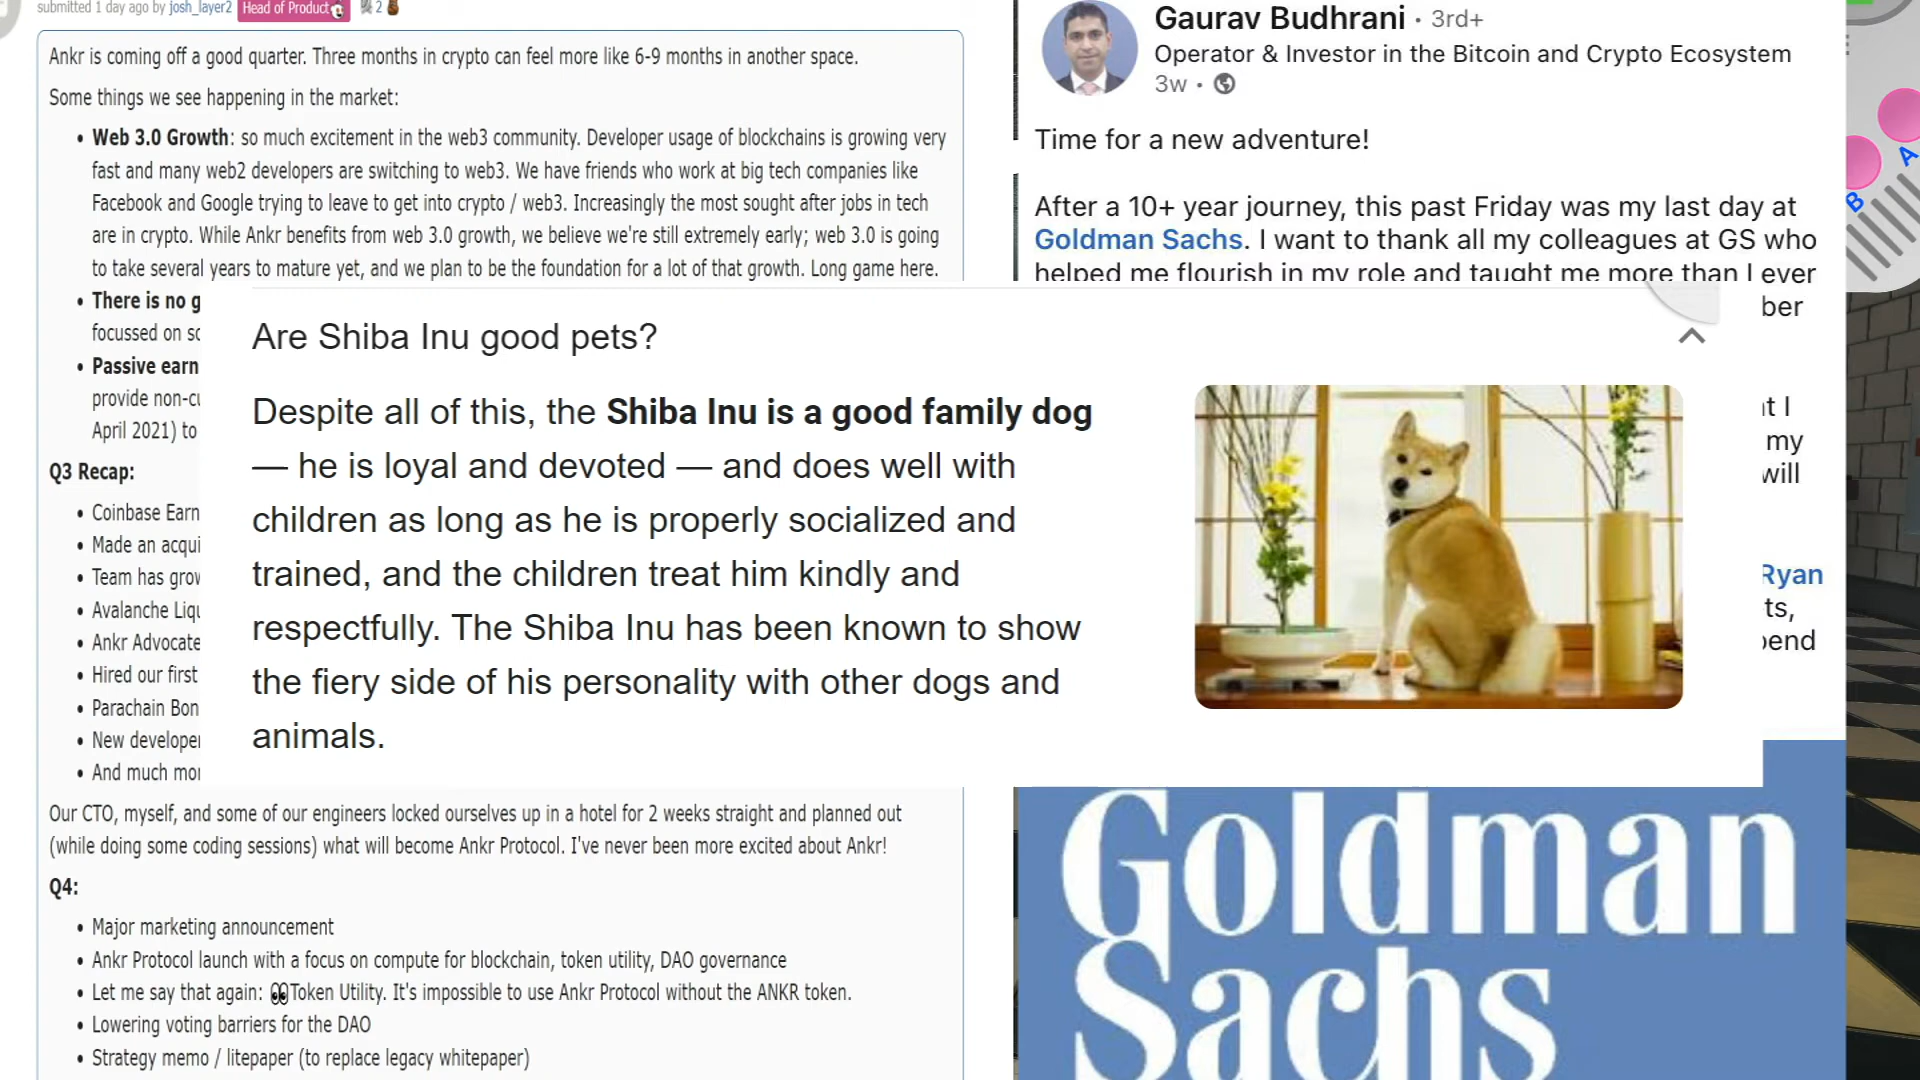 submitted 1 day ago by josh_layer2 Head of Product 2
Ankr is coming off a good quarter. Three months in crypto can feel more like 6-9 months in another space.
Some things we see happening in the market:
• Web 3.0 Growth: so much excitement in the web3 community. Developer usage of blockchains is growing very
fast and many web2 developers are switching to web3. We have friends who work at big tech companies like
Facebook and Google trying to leave to get into crypto / web3. Increasingly the most sought after jobs in tech
are in crypto. While Ankr benefits from web 3.0 growth, we believe we're still extremely early; web 3.0 is going
to take several years to mature yet, and we plan to be the foundation for a lot of that growth. Long game here.
• There is no
• Passive earn
provide
April 2021) to
Q3 Recap:
• Coinbase Earn
• Made an
• Team has
• Avalanche
• Ankr Advocate
• Hired our first
• Parachain
• New
• And much
Our CTO, myself, and some of our engineers locked ourselves up in a hotel for 2 weeks straight and planned out
(while doing some coding sessions) what will become Ankr Protocol. I've never been more excited about Ankr!
Q4:
• Major marketing announcement
• Ankr Protocol launch with a focus on compute for blockchain, token utility, DAO governance
• Let me say that again: 👀Token Utility. It's impossible to use Ankr Protocol without the ANKR token.
• Lowering voting barriers for the DAO
• Strategy memo / litepaper (to replace legacy whitepaper)
Are Shiba Inu good pets?
Despite all of this, the Shiba Inu is a good family dog
— he is loyal and devoted — and does well with
children as long as he is properly socialized and
trained, and the children treat him kindly and
respectfully. The Shiba Inu has been known to show
the fiery side of his personality with other dogs and
animals.
Gaurav Budhrani • 3rd+
Operator & Investor in the Bitcoin and Crypto Ecosystem
3w •
Time for a new adventure!
After a 10+ year journey, this past Friday was my last day at
Goldman Sachs. I want to thank all my colleagues at GS who
helped me flourish in my role and taught me more than I ever
ber
t I
my
will
Ryan
ts,
pend
Goldman
Sachs
A
B